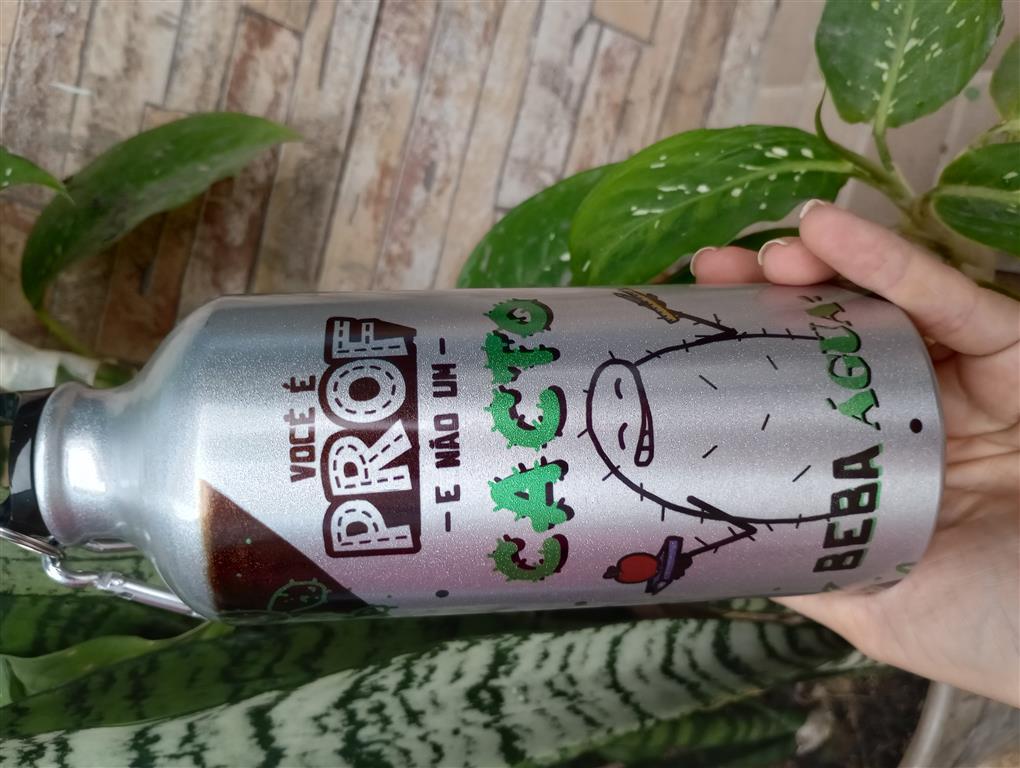 VOCÊ É
PROF
- E NÃO UM -
CACTO
BEBA ÁGUA